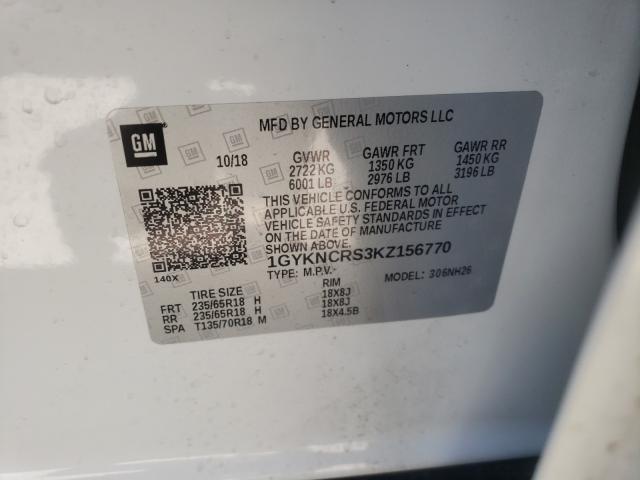 MFD BY GENERAL MOTORS LLC
GM
10/18 GVWR GAWR FRT GAWR RR
2722 KG 1350 KG 1450 KG
6001 LB 2976 LB 3196 LB
THIS VEHICLE CONFORMS TO ALL
APPLICABLE U.S. FEDERAL MOTOR
VEHICLE SAFETY STANDARDS IN EFFECT
ON THE DATE OF MANUFACTURE
SHOWN ABOVE.
1GYKNCRS3KZ156770
140X
TYPE: M.P.V. MODEL: 306NH26
TIRE SIZE RIM
FRT 235/65R18 H 18X8J
RR 235/65R18 H 18X8J
SPA T135/70R18 M 18X4.5B